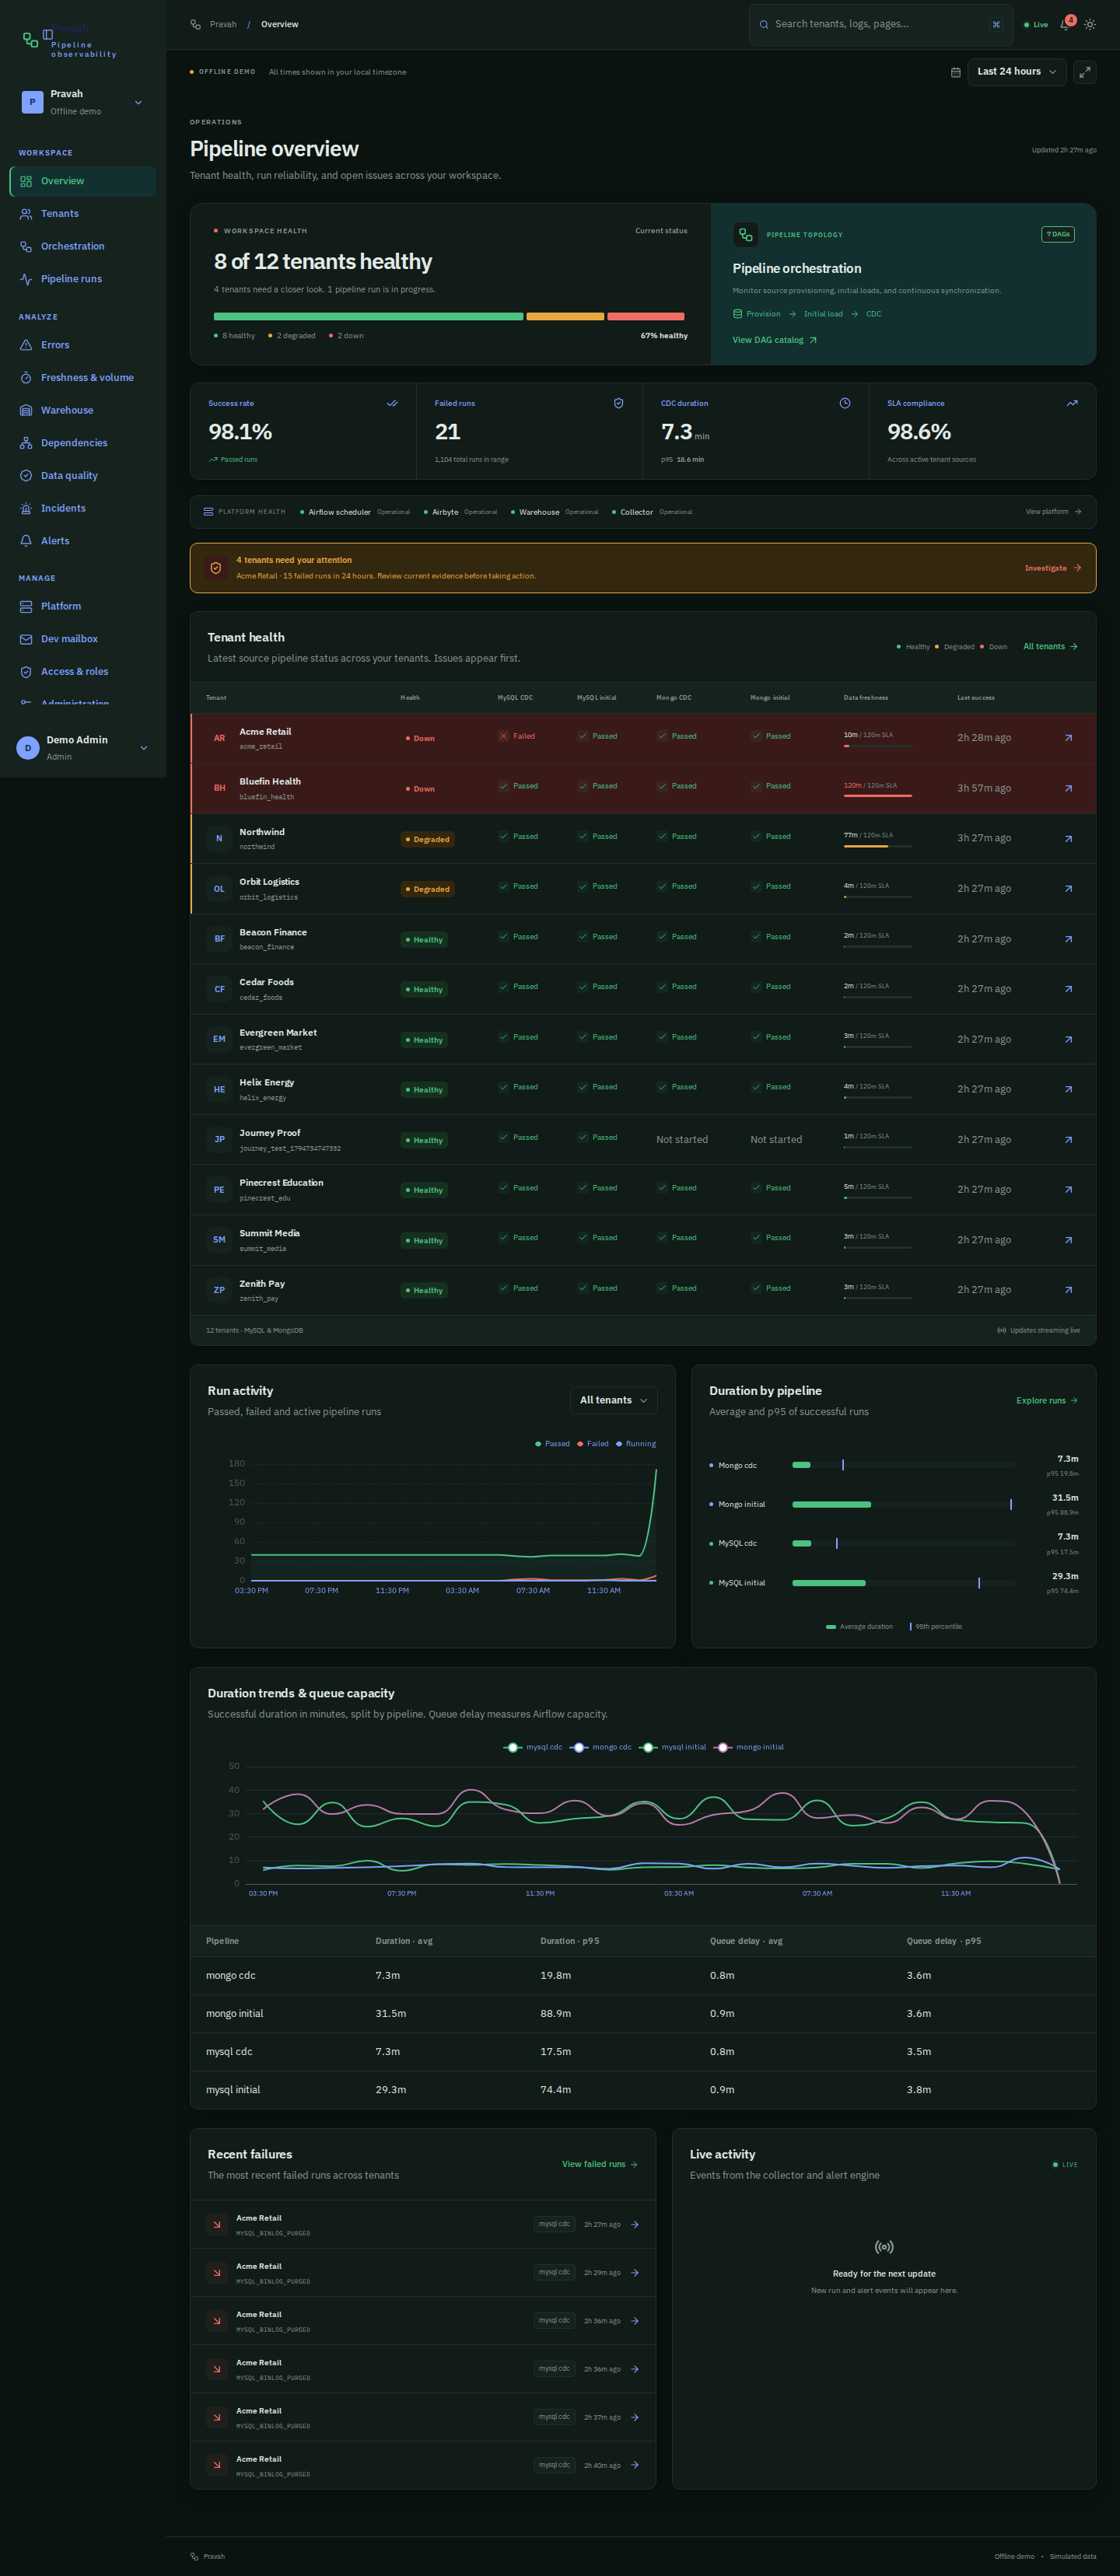 Pravah
Pipeline
observability
P
Pravah
Offline demo
WORKSPACE
Overview
Tenants
Orchestration
Pipeline runs
ANALYZE
Errors
Freshness & volume
Warehouse
Dependencies
Data quality
Incidents
Alerts
MANAGE
Platform
Dev mailbox
Access & roles
Administration
D
Demo Admin
Admin
Pravah / Overview
Search tenants, logs, pages... ⌘
Live
4
OFFLINE DEMO All times shown in your local timezone
Last 24 hours
OPERATIONS
Pipeline overview
Updated 2h 27m ago
Tenant health, run reliability, and open issues across your workspace.
WORKSPACE HEALTH Current status
8 of 12 tenants healthy
4 tenants need a closer look. 1 pipeline run is in progress.
8 healthy 2 degraded 2 down 67% healthy
PIPELINE TOPOLOGY 7 DAGs
Pipeline orchestration
Monitor source provisioning, initial loads, and continuous synchronization.
Provision → Initial load → CDC
View DAG catalog
Success rate
98.1%
Passed runs
Failed runs
21
1,104 total runs in range
CDC duration
7.3 min
p95 18.6 min
SLA compliance
98.6%
Across active tenant sources
PLATFORM HEALTH Airflow scheduler Operational Airbyte Operational Warehouse Operational Collector Operational View platform →
4 tenants need your attention
Acme Retail · 15 failed runs in 24 hours. Review current evidence before taking action.
Investigate →
Tenant health
Latest source pipeline status across your tenants. Issues appear first.
Healthy Degraded Down All tenants →
Tenant Health MySQL CDC MySQL initial Mongo CDC Mongo initial Data freshness Last success
AR Acme Retail Down Failed Passed Passed Passed 10m / 120m SLA 2h 28m ago
acme_retail
BH Bluefin Health Down Passed Passed Passed Passed 120m / 120m SLA 3h 57m ago
bluefin_health
N Northwind Degraded Passed Passed Passed Passed 77m / 120m SLA 3h 27m ago
northwind
OL Orbit Logistics Degraded Passed Passed Passed Passed 4m / 120m SLA 2h 27m ago
orbit_logistics
BF Beacon Finance Healthy Passed Passed Passed Passed 2m / 120m SLA 2h 27m ago
beacon_finance
CF Cedar Foods Healthy Passed Passed Passed Passed 2m / 120m SLA 2h 27m ago
cedar_foods
EM Evergreen Market Healthy Passed Passed Passed Passed 3m / 120m SLA 2h 27m ago
evergreen_market
HE Helix Energy Healthy Passed Passed Passed Passed 4m / 120m SLA 2h 27m ago
helix_energy
JP Journey Proof Healthy Passed Passed Not started Not started 1m / 120m SLA 2h 27m ago
journey_test_1794734747332
PE Pinecrest Education Healthy Passed Passed Passed Passed 5m / 120m SLA 2h 27m ago
pinecrest_edu
SM Summit Media Healthy Passed Passed Passed Passed 3m / 120m SLA 2h 27m ago
summit_media
ZP Zenith Pay Healthy Passed Passed Passed Passed 3m / 120m SLA 2h 27m ago
zenith_pay
12 tenants · MySQL & MongoDB Updates streaming live
Run activity
Passed, failed and active pipeline runs
All tenants
Passed Failed Running
180
150
120
90
60
30
0
03:30 PM 07:30 PM 11:30 PM 03:30 AM 07:30 AM 11:30 AM
Duration by pipeline
Average and p95 of successful runs
Explore runs →
Mongo cdc 7.3m
p95 19.8m
Mongo initial 31.5m
p95 88.9m
MySQL cdc 7.3m
p95 17.5m
MySQL initial 29.3m
p95 74.4m
Average duration 95th percentile
Duration trends & queue capacity
Successful duration in minutes, split by pipeline. Queue delay measures Airflow capacity.
mysql cdc mongo cdc mysql initial mongo initial
50
40
30
20
10
0
03:30 PM 07:30 PM 11:30 PM 03:30 AM 07:30 AM 11:30 AM
Pipeline Duration · avg Duration · p95 Queue delay · avg Queue delay · p95
mongo cdc 7.3m 19.8m 0.8m 3.6m
mongo initial 31.5m 88.9m 0.9m 3.6m
mysql cdc 7.3m 17.5m 0.8m 3.5m
mysql initial 29.3m 74.4m 0.9m 3.8m
Recent failures
The most recent failed runs across tenants
View failed runs →
Acme Retail mysql cdc 2h 27m ago →
MYSQL_BINLOG_PURGED
Acme Retail mysql cdc 2h 29m ago →
MYSQL_BINLOG_PURGED
Acme Retail mysql cdc 2h 36m ago →
MYSQL_BINLOG_PURGED
Acme Retail mysql cdc 2h 36m ago →
MYSQL_BINLOG_PURGED
Acme Retail mysql cdc 2h 37m ago →
MYSQL_BINLOG_PURGED
Acme Retail mysql cdc 2h 40m ago →
MYSQL_BINLOG_PURGED
Live activity
Events from the collector and alert engine
LIVE
Ready for the next update
New run and alert events will appear here.
Pravah
Offline demo • Simulated data